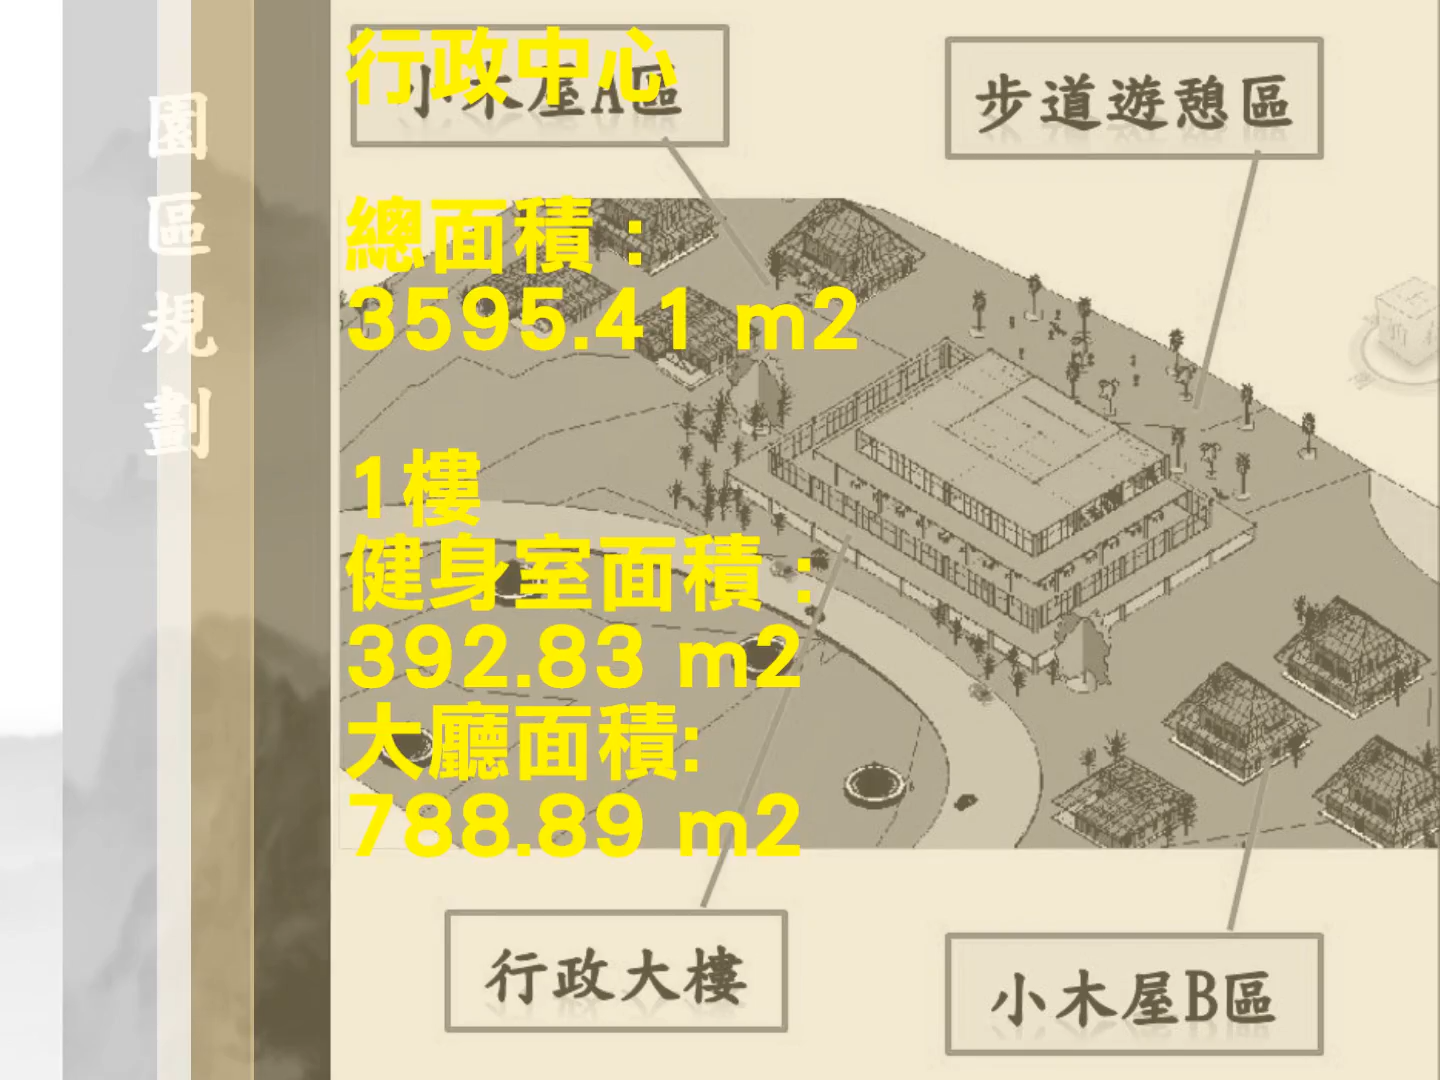 園區規劃
行政中心
小木屋A區
步道遊憩區
總面積：
3595.41 m2
1樓
健身室面積：
392.83 m2
大廳面積:
788.89 m2
行政大樓
小木屋B區